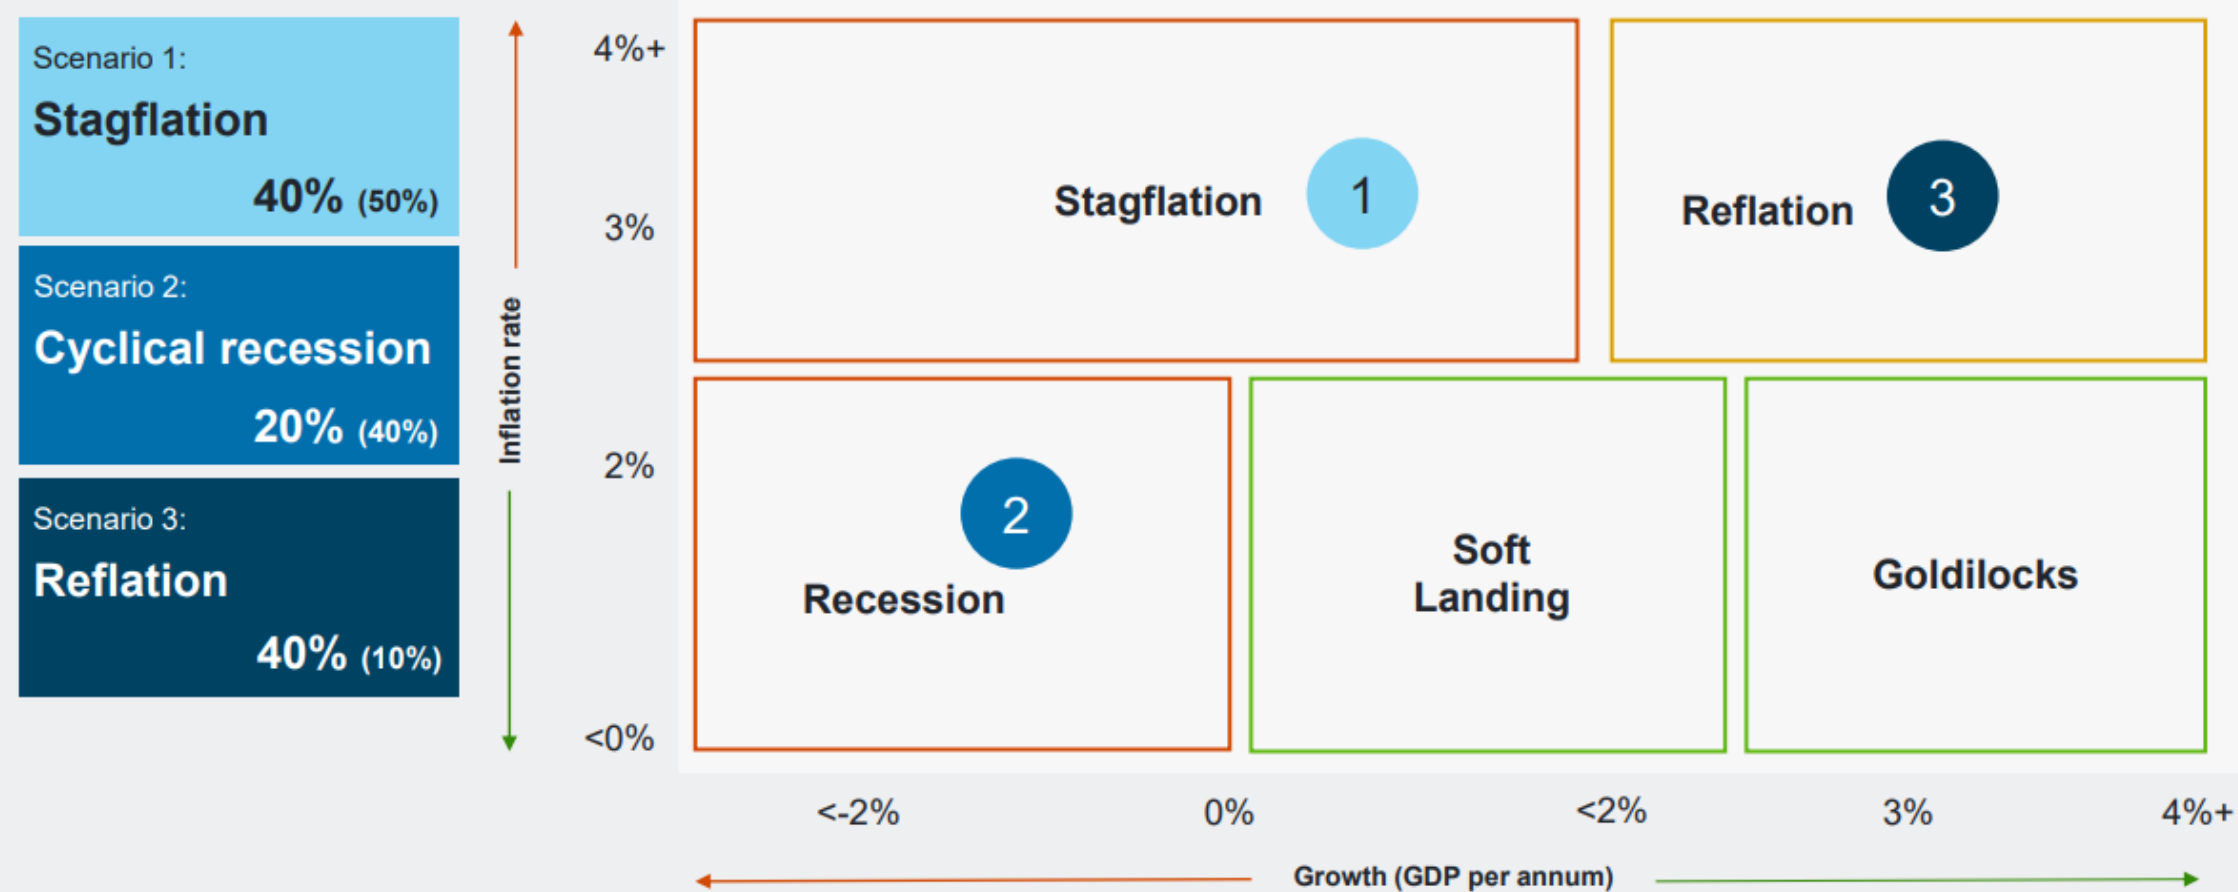 Scenario 1:
Stagflation
40% (50%)
Scenario 2:
Cyclical recession
20% (40%)
Scenario 3:
Reflation
40% (10%)
Inflation rate
4%+
3%
2%
<0%
Stagflation 1
Reflation 3
2
Recession
Soft
Landing
Goldilocks
<-2% 0% <2% 3% 4%+
Growth (GDP per annum)